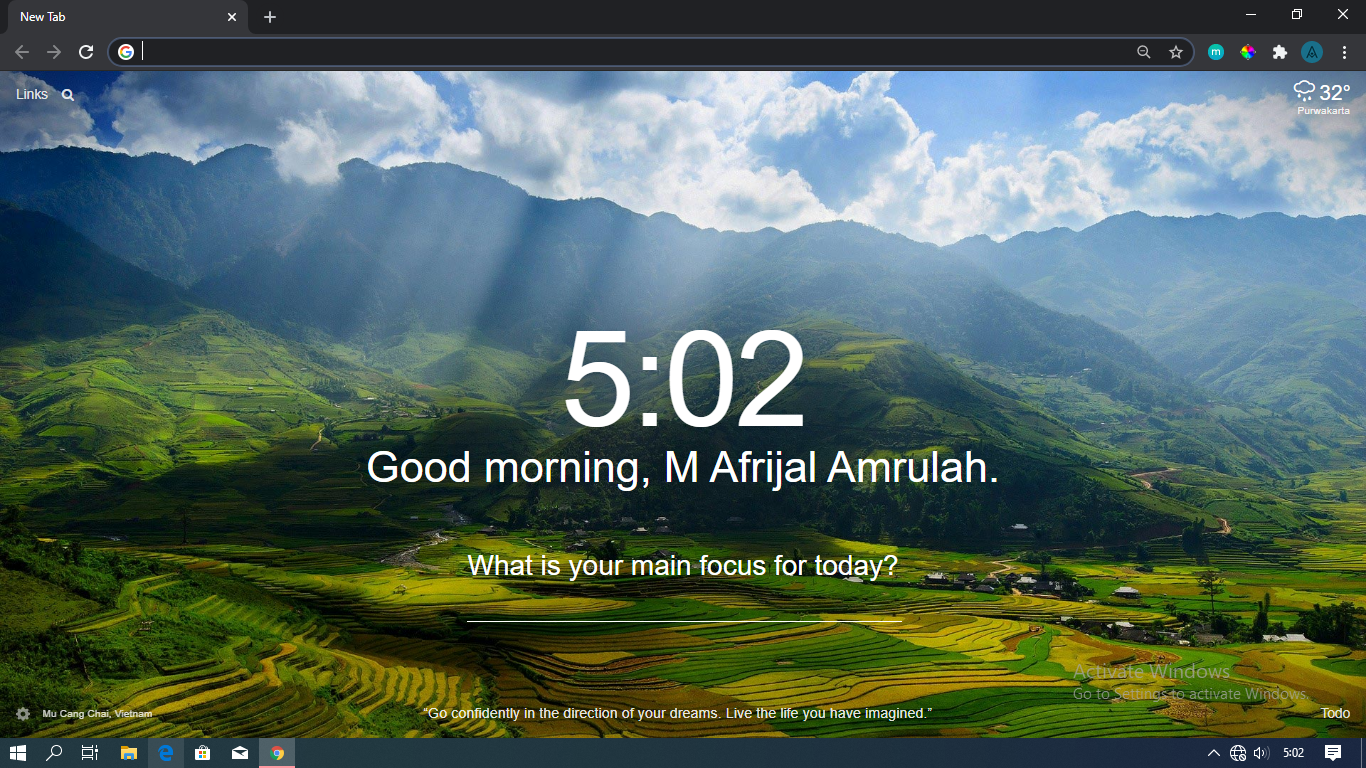 New Tab
m
Links
32°
Purwakarta
5:02
Good morning, M Afrijal Amrulah.
What is your main focus for today?
Activate Windows
Go to Settings to activate Windows.
Mu Cang Chai, Vietnam
“Go confidently in the direction of your dreams. Live the life you have imagined.”
Todo
5:02